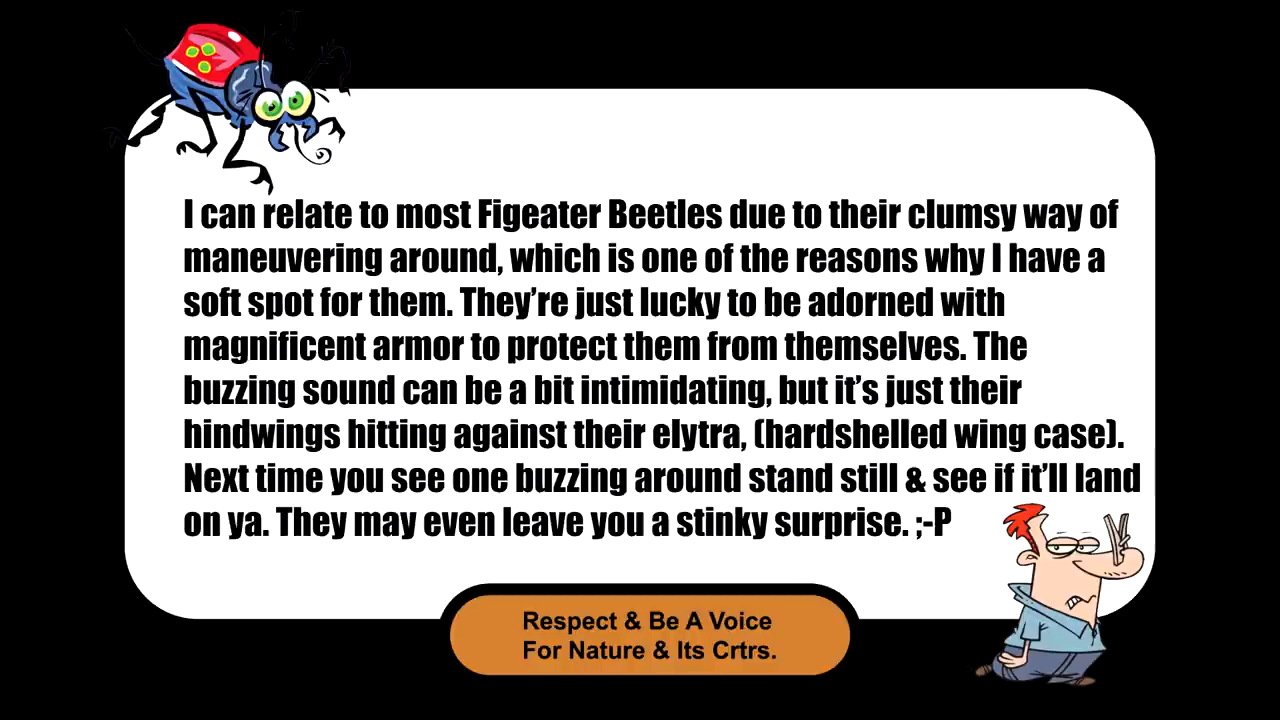 I can relate to most Figeater Beetles due to their clumsy way of
maneuvering around, which is one of the reasons why I have a
soft spot for them. They’re just lucky to be adorned with
magnificent armor to protect them from themselves. The
buzzing sound can be a bit intimidating, but it’s just their
hindwings hitting against their elytra, (hardshelled wing case).
Next time you see one buzzing around stand still & see if it’ll land
on ya. They may even leave you a stinky surprise. ;-P
Respect & Be A Voice
For Nature & Its Crtrs.